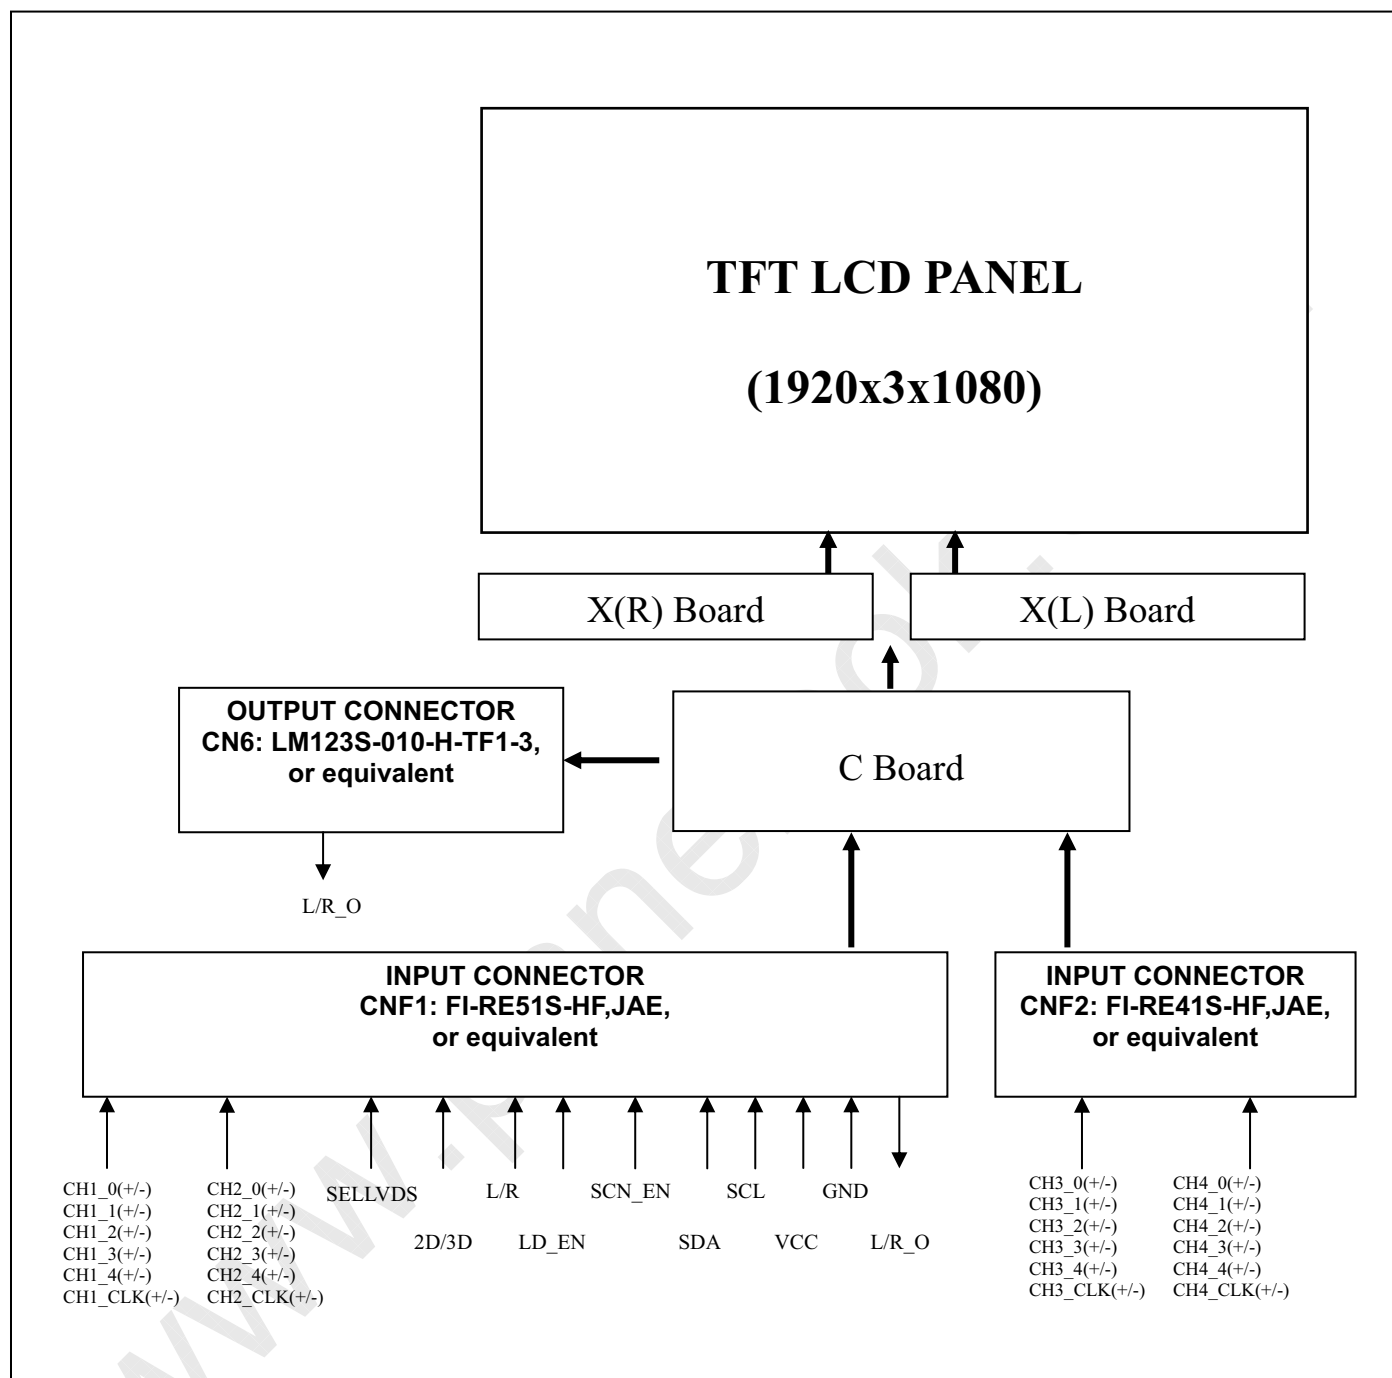 TFT LCD PANEL
(1920x3x1080)
X(R) Board
X(L) Board
OUTPUT CONNECTOR
CN6: LM123S-010-H-TF1-3,
or equivalent
C Board
L/R_O
INPUT CONNECTOR
CNF1: FI-RE51S-HF,JAE,
or equivalent
INPUT CONNECTOR
CNF2: FI-RE41S-HF,JAE,
or equivalent
CH1_0(+/-)
CH1_1(+/-)
CH1_2(+/-)
CH1_3(+/-)
CH1_4(+/-)
CH1_CLK(+/-)
CH2_0(+/-)
CH2_1(+/-)
CH2_2(+/-)
CH2_3(+/-)
CH2_4(+/-)
CH2_CLK(+/-)
SELLVDS
2D/3D
L/R
LD_EN
SCN_EN
SDA
SCL
VCC
GND
L/R_O
CH3_0(+/-)
CH3_1(+/-)
CH3_2(+/-)
CH3_3(+/-)
CH3_4(+/-)
CH3_CLK(+/-)
CH4_0(+/-)
CH4_1(+/-)
CH4_2(+/-)
CH4_3(+/-)
CH4_4(+/-)
CH4_CLK(+/-)